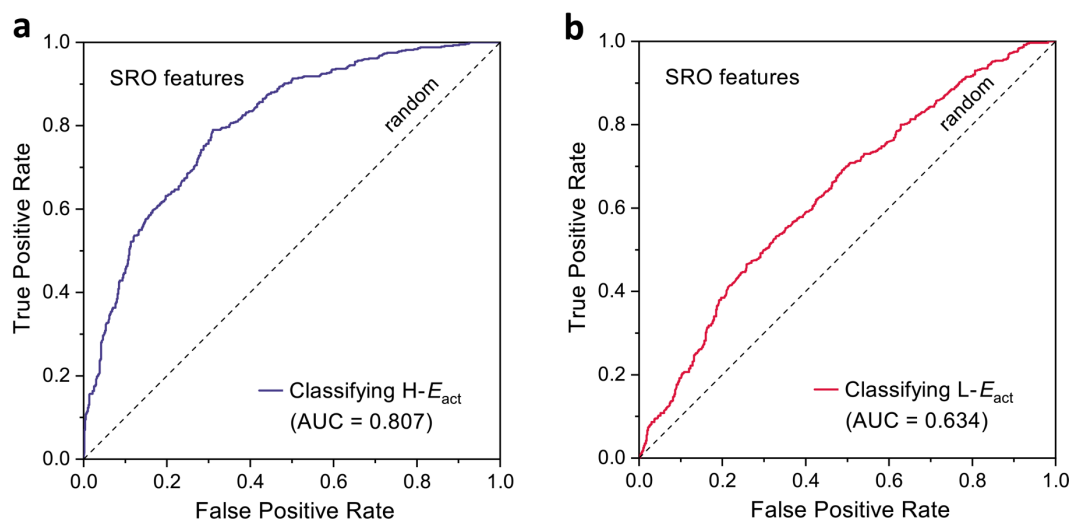 a
SRO features
random
Classifying H-Eact
(AUC = 0.807)
True Positive Rate
1.0
0.8
0.6
0.4
0.2
0.0
0.0 0.2 0.4 0.6 0.8 1.0
False Positive Rate
b
SRO features
random
Classifying L-Eact
(AUC = 0.634)
True Positive Rate
1.0
0.8
0.6
0.4
0.2
0.0
0.0 0.2 0.4 0.6 0.8 1.0
False Positive Rate